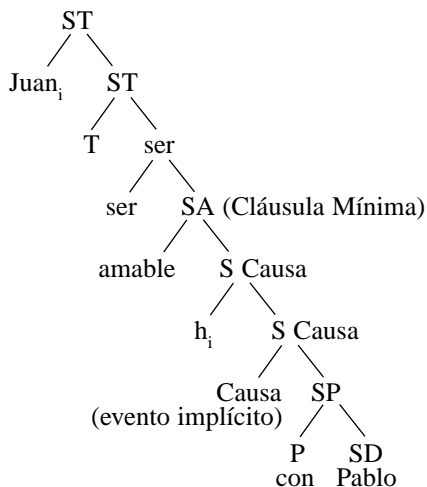 ST
Juanᵢ ST
T ser
ser SA (Cláusula Mínima)
amable S Causa
hᵢ S Causa
Causa SP
(evento implícito)
P SD
con Pablo